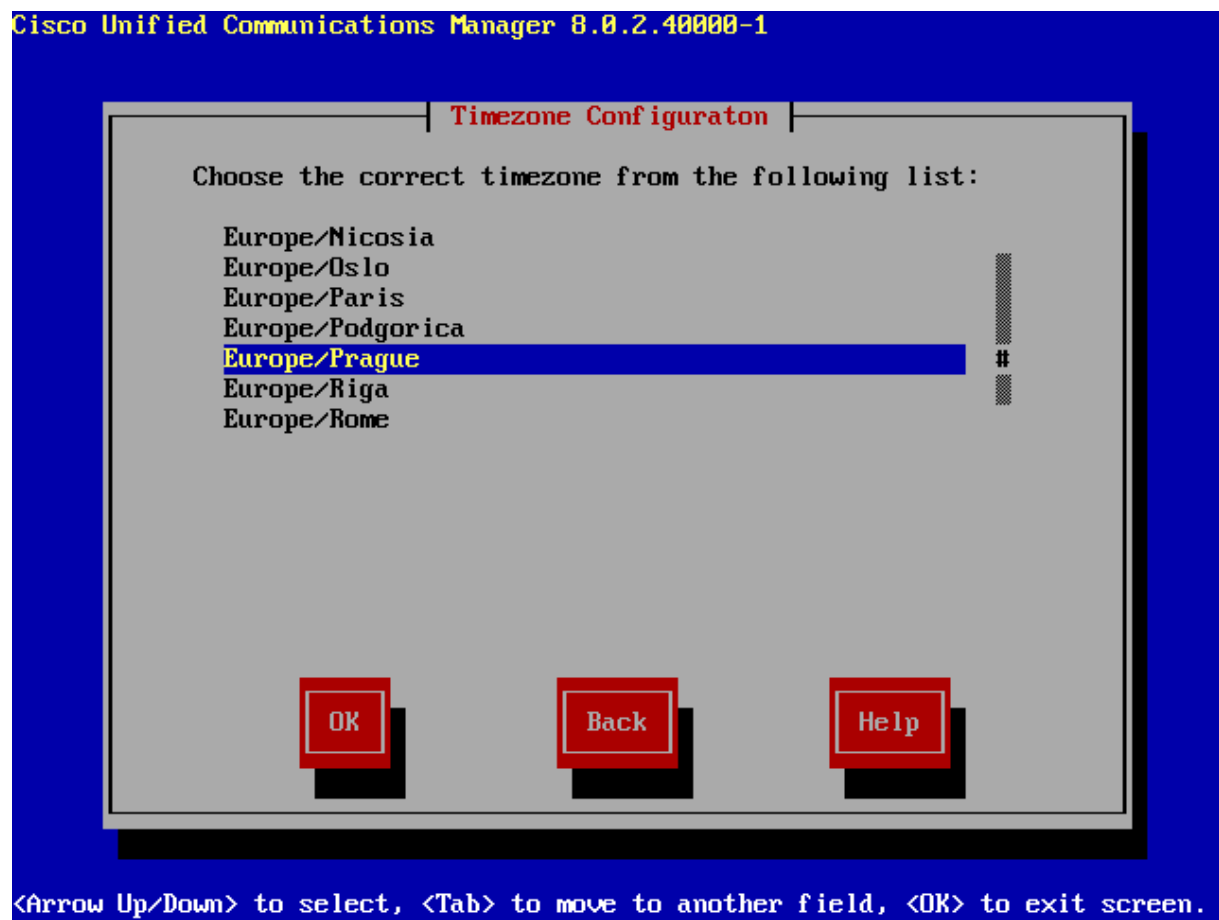 Cisco Unified Communications Manager 8.0.2.40000-1
Timezone Configuraton
Choose the correct timezone from the following list:
Europe/Nicosia
Europe/Oslo
Europe/Paris
Europe/Podgorica
Europe/Prague #
Europe/Riga
Europe/Rome
OK Back Help
<Arrow Up/Down> to select, <Tab> to move to another field, <OK> to exit screen.